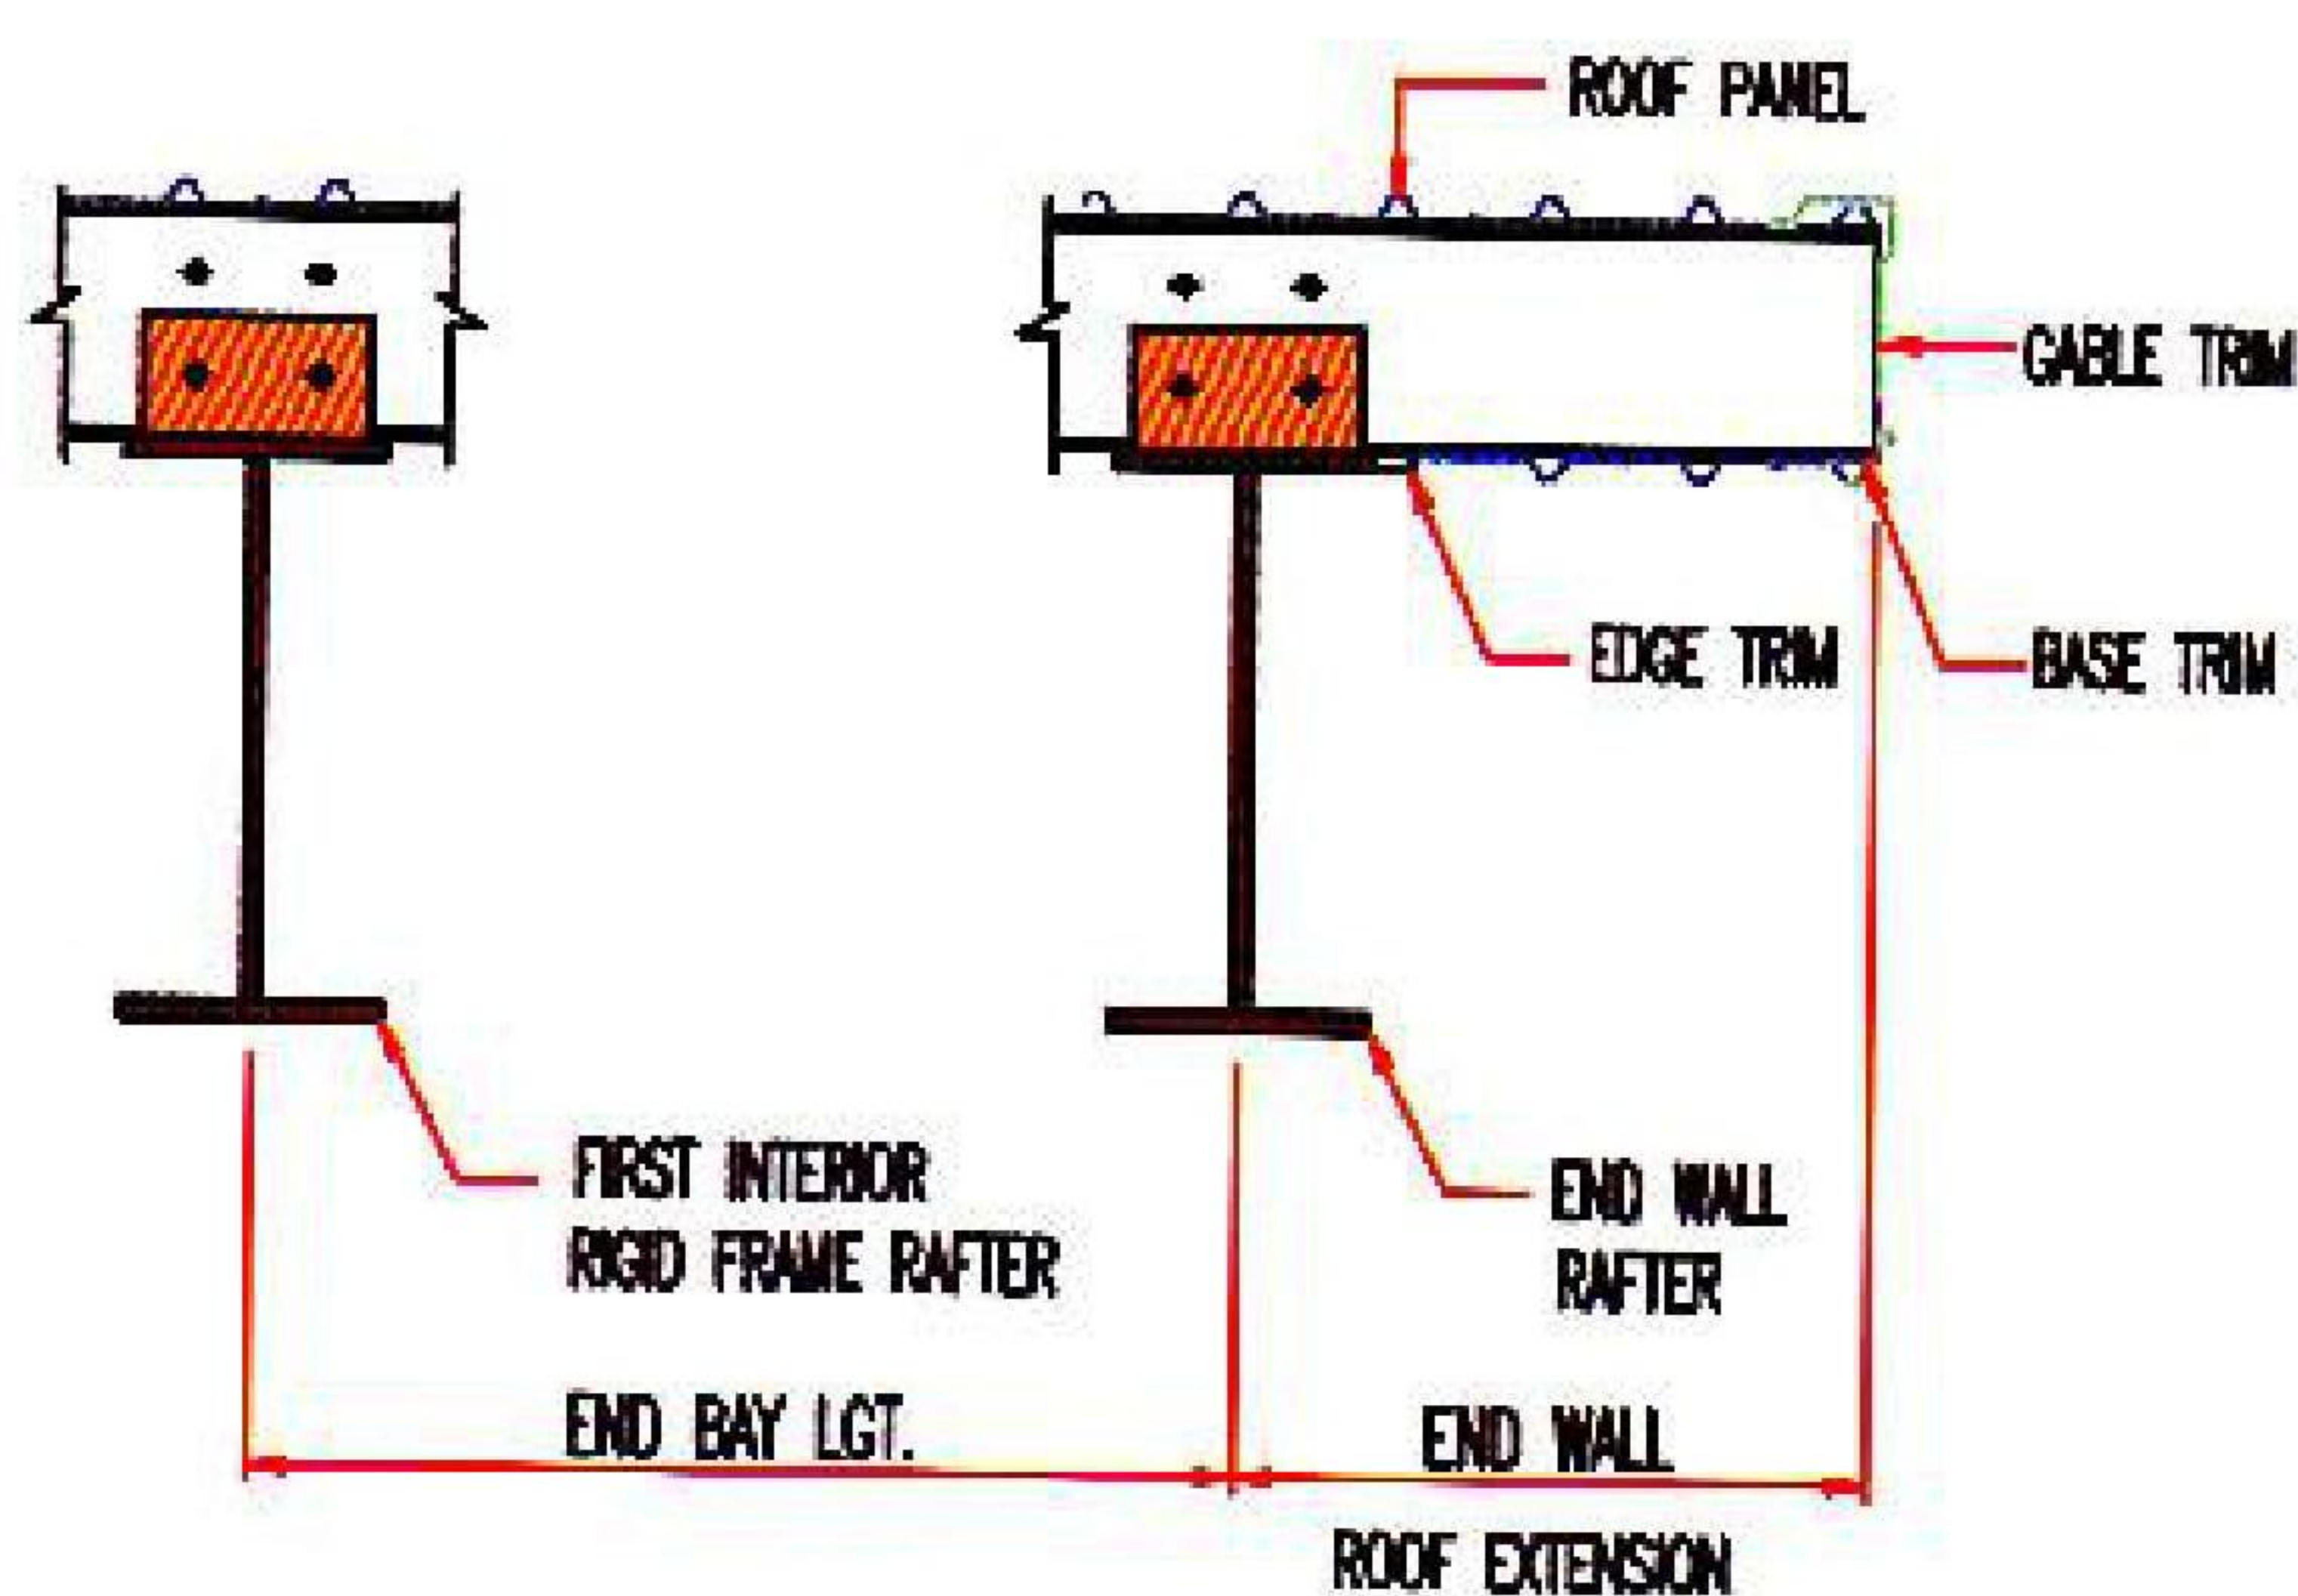 ROOF PANEL
GABLE TRIM
EDGE TRIM
BASE TRIM
FIRST INTERIOR
RIGID FRAME RAFTER
END WALL
RAFTER
END BAY LGT.
END WALL
ROOF EXTENSION